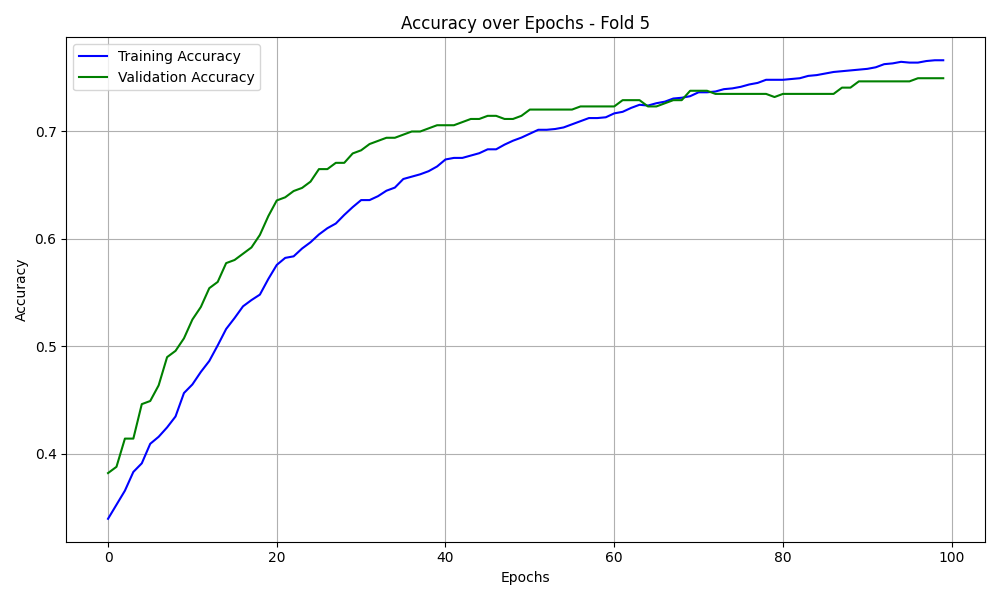 Accuracy over Epochs - Fold 5
Training Accuracy
Validation Accuracy
Accuracy
0.7
0.6
0.5
0.4
0 20 40 60 80 100
Epochs